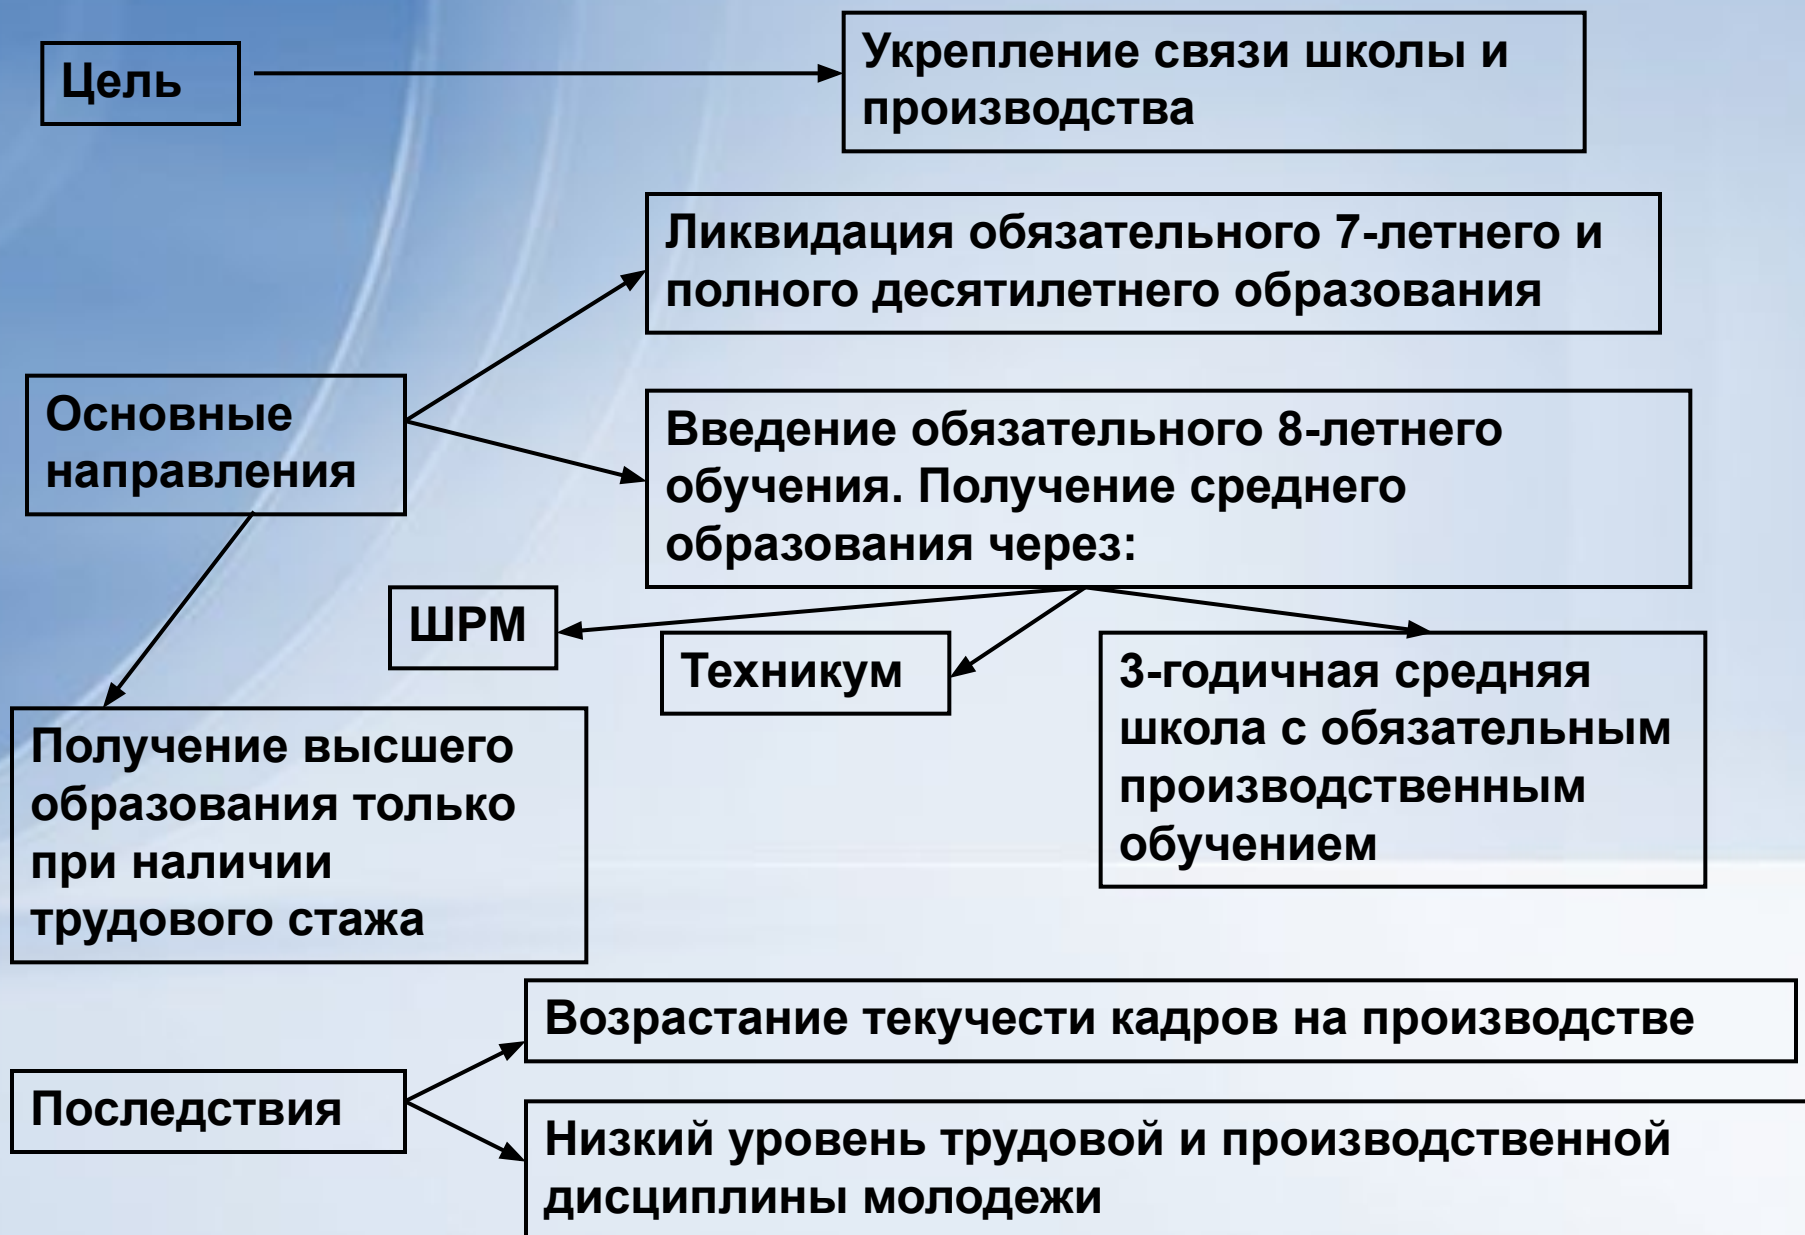 Цель
Укрепление связи школы и
производства
Ликвидация обязательного 7-летнего и
полного десятилетнего образования
Основные
направления
Введение обязательного 8-летнего
обучения. Получение среднего
образования через:
ШРМ
Техникум
3-годичная средняя
школа с обязательным
производственным
обучением
Получение высшего
образования только
при наличии
трудового стажа
Возрастание текучести кадров на производстве
Последствия
Низкий уровень трудовой и производственной
дисциплины молодежи